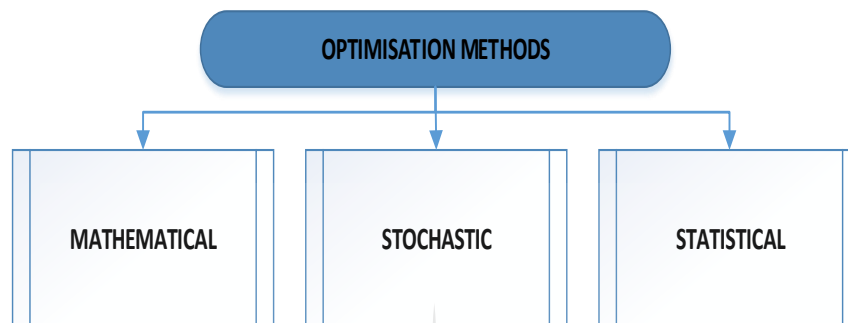 OPTIMISATION METHODS
MATHEMATICAL
STOCHASTIC
STATISTICAL